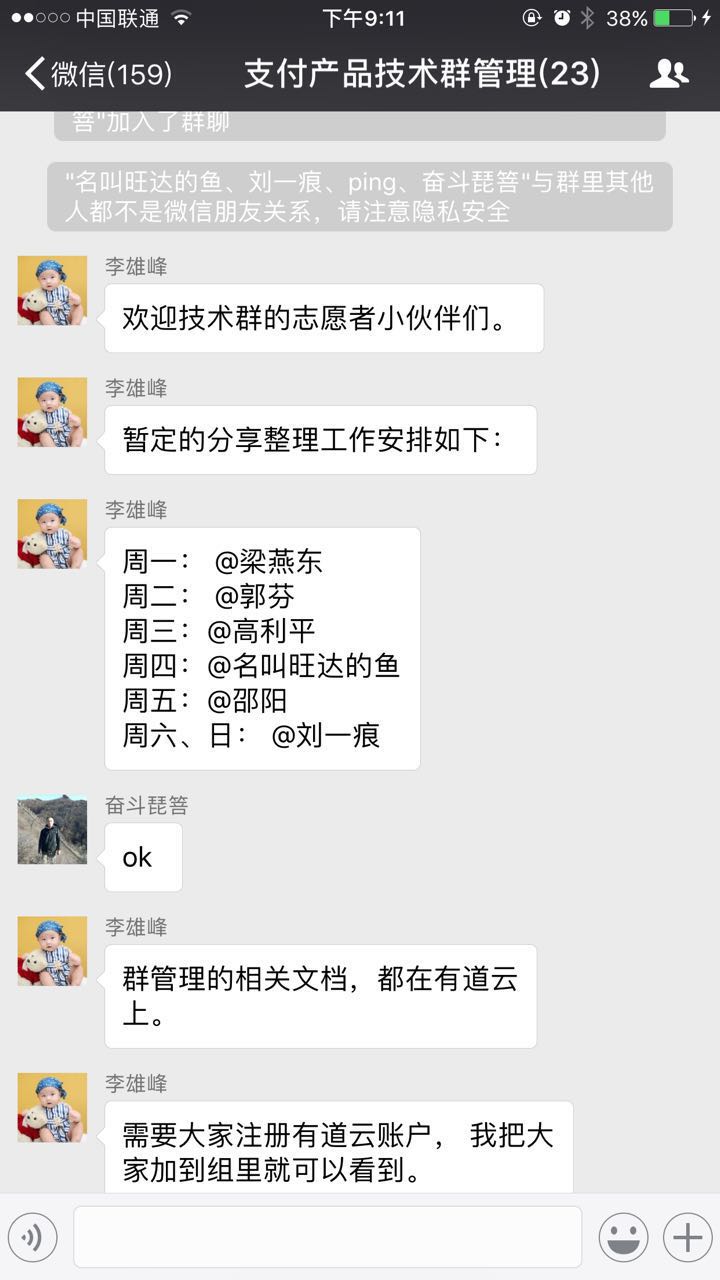 中国联通
下午9:11
38%
微信(159)
支付产品技术群管理(23)
箬"加入了群聊
"名叫旺达的鱼、刘一痕、ping、奋斗琵箬"与群里其他
人都不是微信朋友关系，请注意隐私安全
李雄峰
欢迎技术群的志愿者小伙伴们。
李雄峰
暂定的分享整理工作安排如下：
李雄峰
周一： @梁燕东
周二： @郭芬
周三：@高利平
周四：@名叫旺达的鱼
周五：@邵阳
周六、日： @刘一痕
奋斗琵箬
ok
李雄峰
群管理的相关文档，都在有道云
上。
李雄峰
需要大家注册有道云账户， 我把大
家加到组里就可以看到。